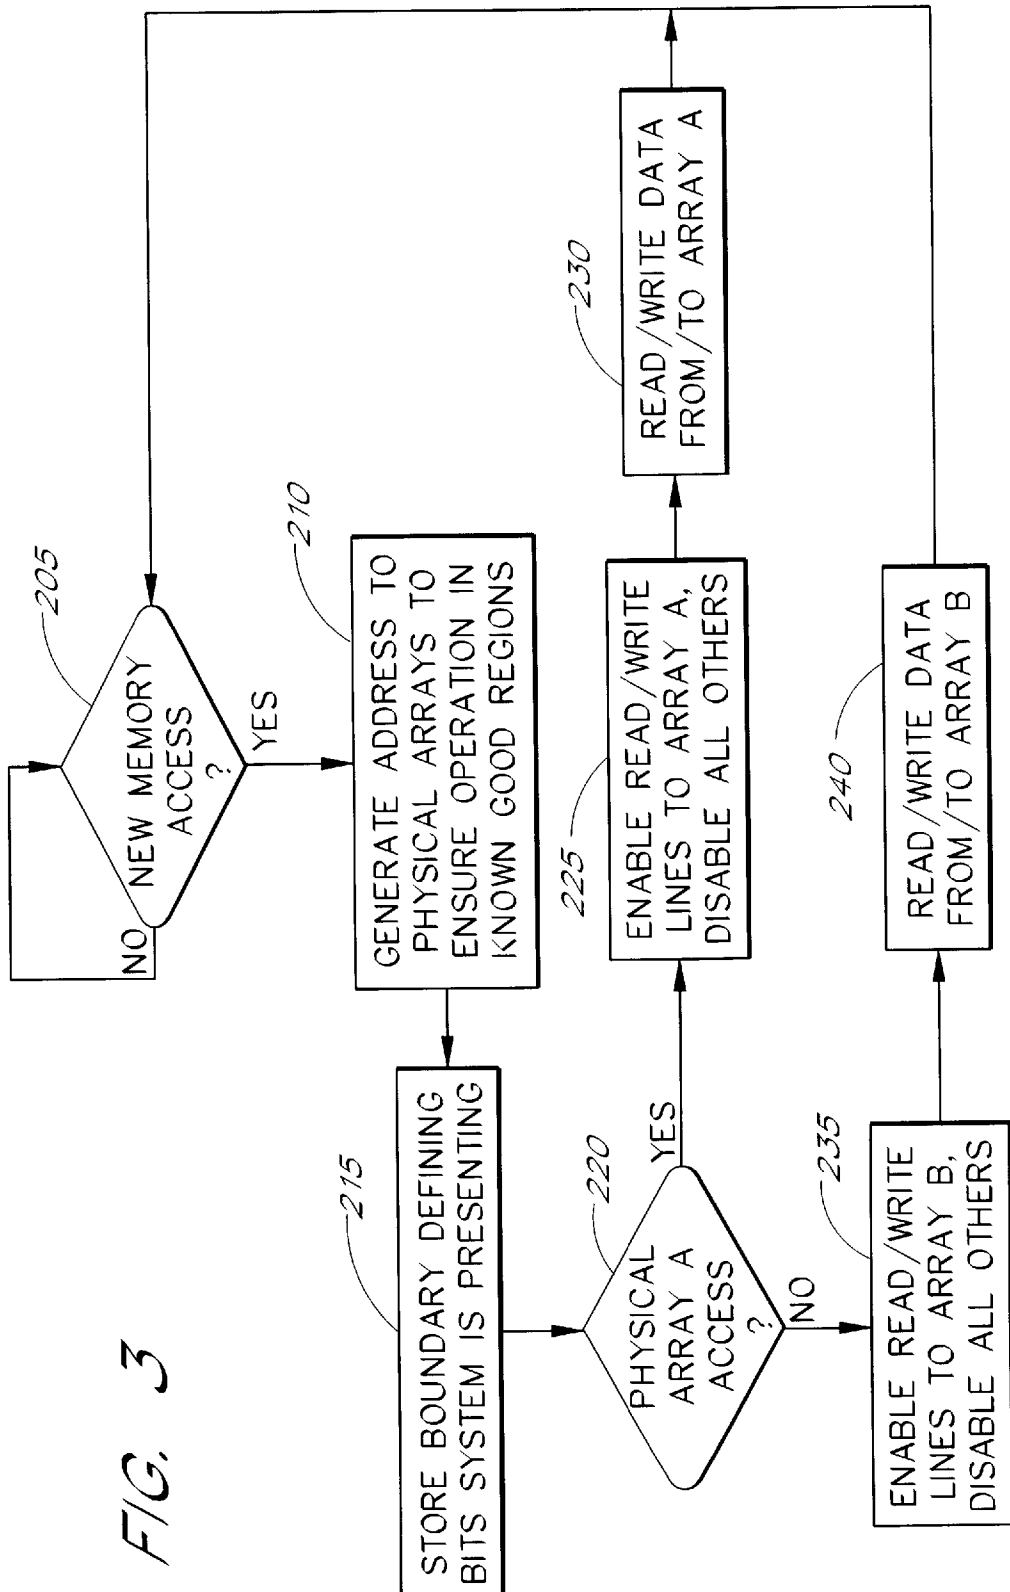 FIG. 3
205
NEW MEMORY
ACCESS
?
NO
YES
210
GENERATE ADDRESS TO
PHYSICAL ARRAYS TO
ENSURE OPERATION IN
KNOWN GOOD REGIONS
215
STORE BOUNDARY DEFINING
BITS SYSTEM IS PRESENTING
220
PHYSICAL
ARRAY A
ACCESS
?
YES
NO
225
ENABLE READ/WRITE
LINES TO ARRAY A,
DISABLE ALL OTHERS
230
READ/WRITE DATA
FROM/TO ARRAY A
235
ENABLE READ/WRITE
LINES TO ARRAY B,
DISABLE ALL OTHERS
240
READ/WRITE DATA
FROM/TO ARRAY B